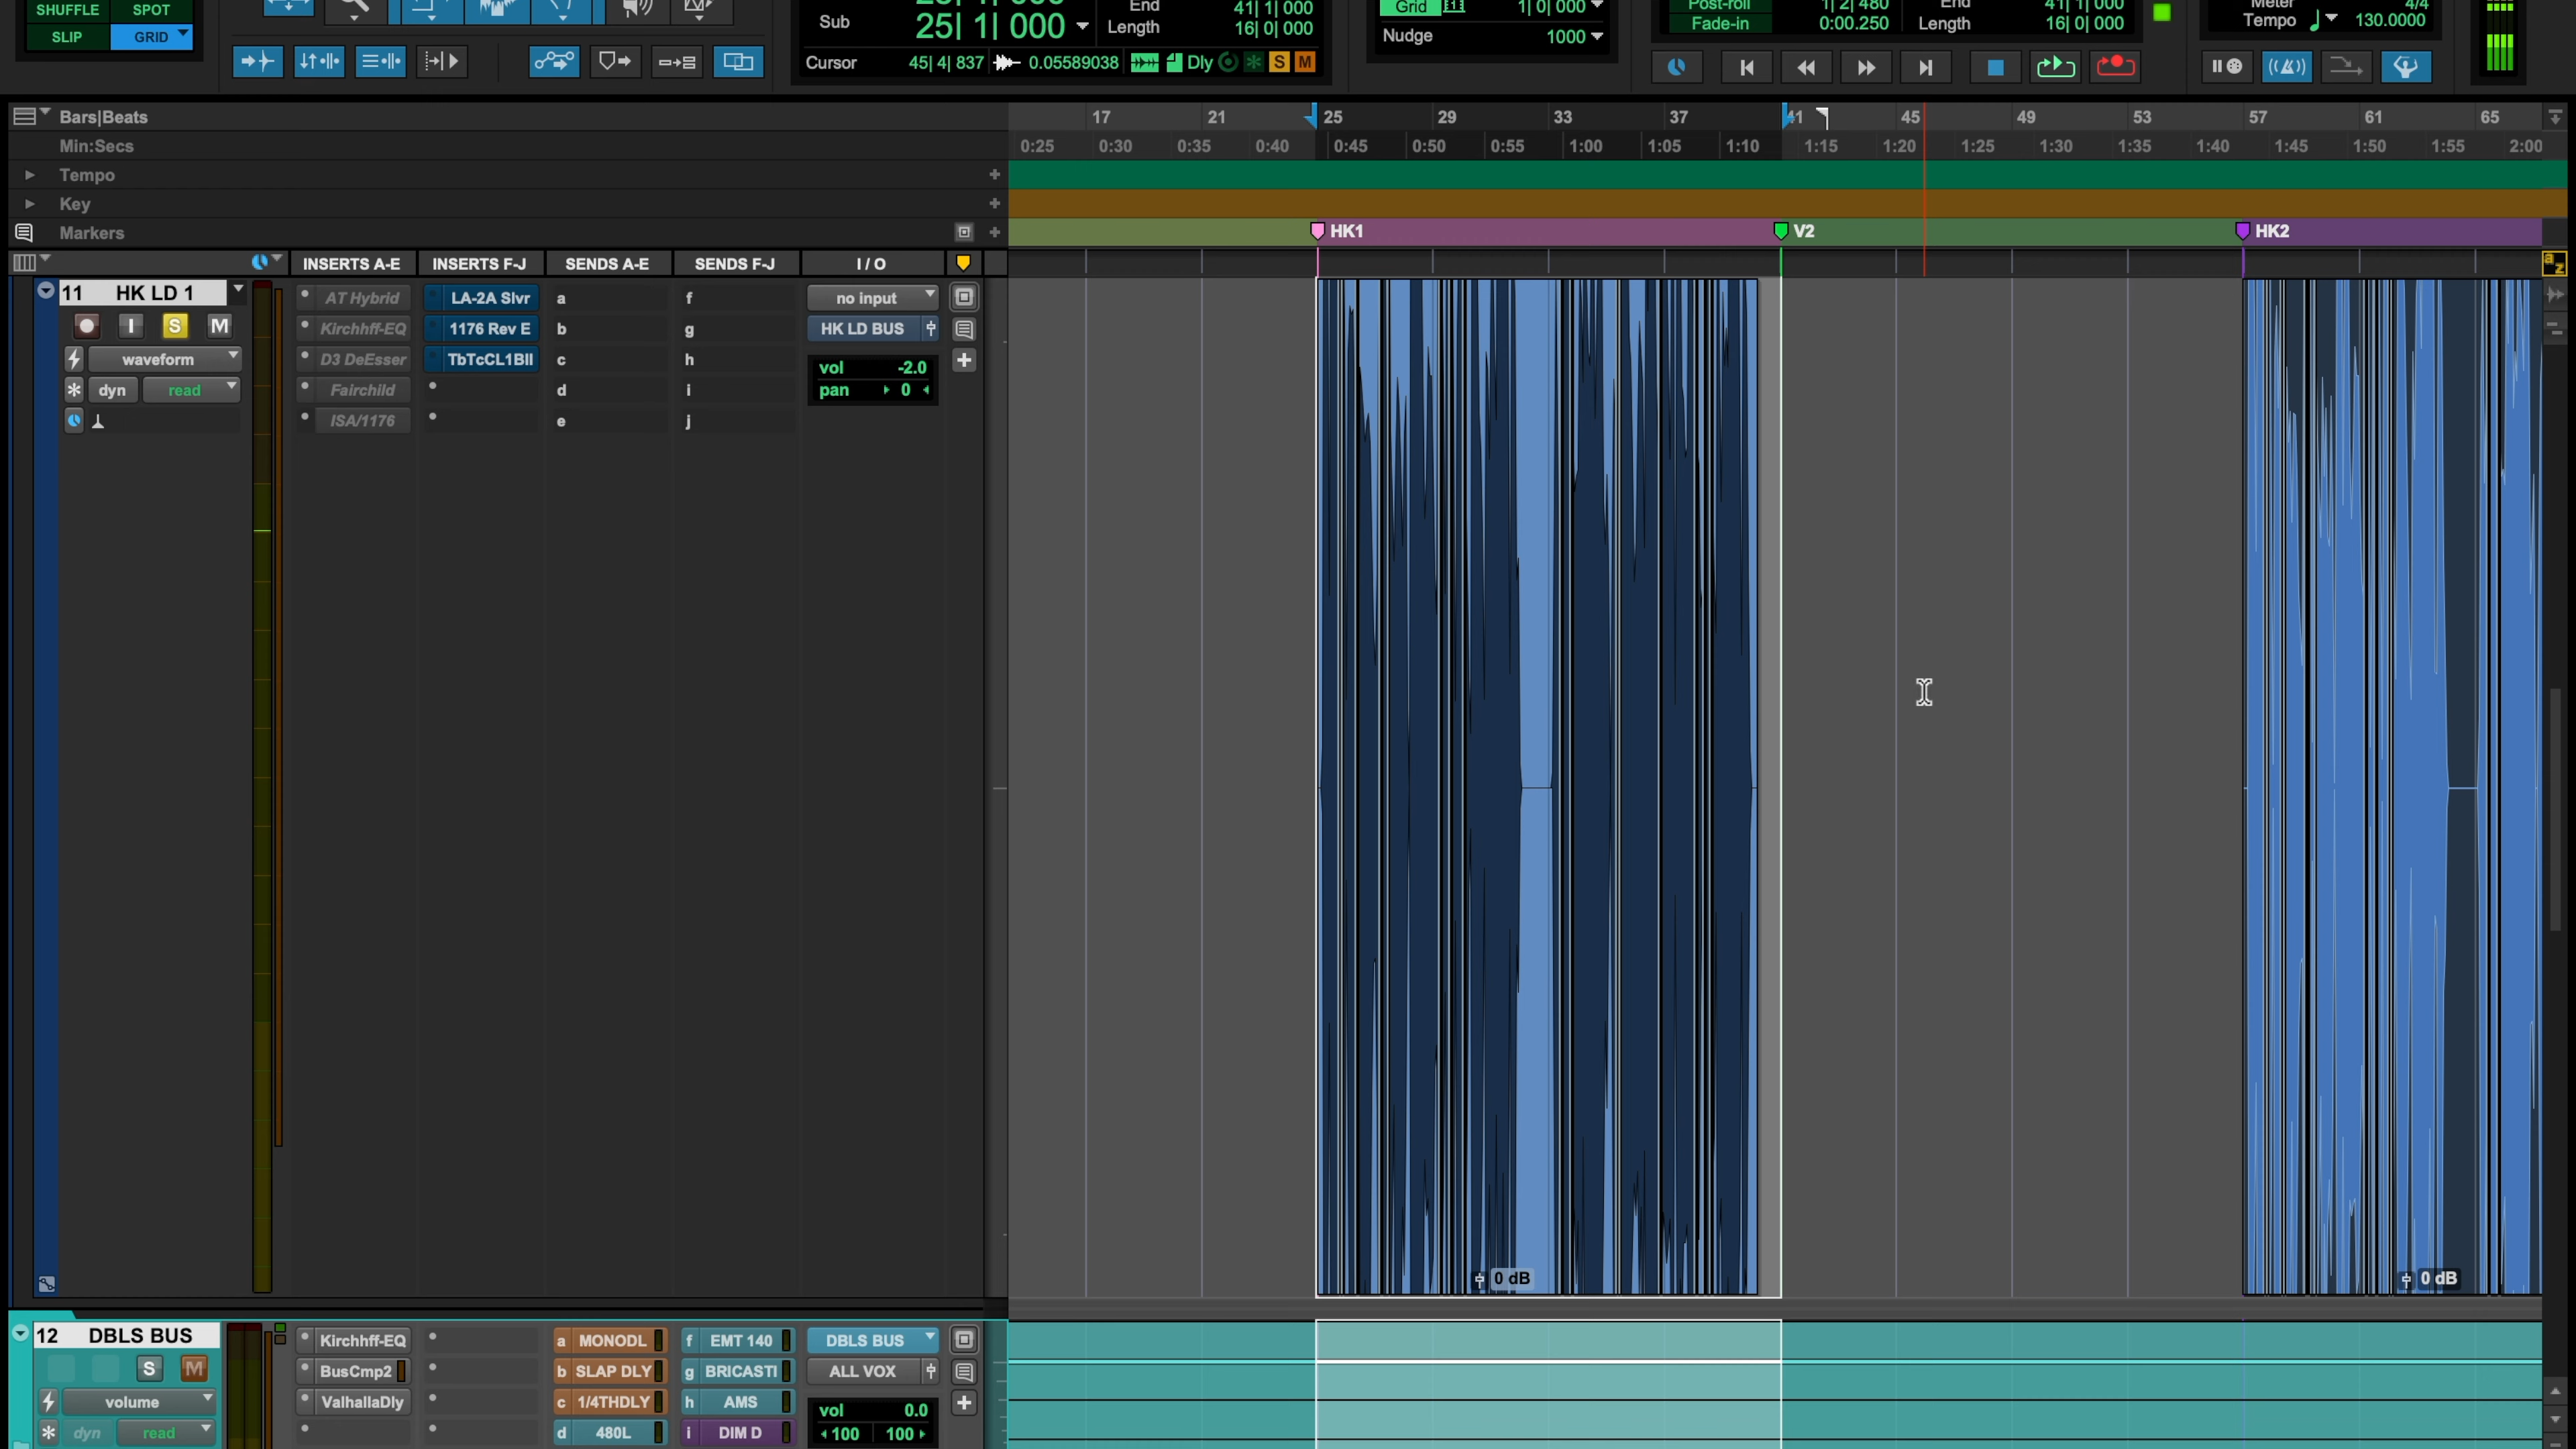 SHUFFLE SPOT
SLIP GRID
Sub 25| 1| 000
End 41| 1| 000
Length 16| 0| 000
Cursor 45| 4| 837 0.05589038 Dly S M
Grid 1| 0| 000
Nudge 1000
Post-roll 1| 2| 480
Fade-in 0:00.250
End 41| 1| 000
Length 16| 0| 000
Meter 4/4
Tempo 130.0000
Bars|Beats 17 21 25 29 33 37 41 45 49 53 57 61 65
Min:Secs 0:25 0:30 0:35 0:40 0:45 0:50 0:55 1:00 1:05 1:10 1:15 1:20 1:25 1:30 1:35 1:40 1:45 1:50 1:55 2:00
Tempo
Key
Markers HK1 V2 HK2
INSERTS A-E INSERTS F-J SENDS A-E SENDS F-J I / O
a z
11 HK LD 1 AT Hybrid LA-2A Slvr a f no input
I S M Kirchhff-EQ 1176 Rev E b g HK LD BUS
waveform D3 DeEsser TbTcCL1BII c h vol -2.0
dyn read Fairchild d i pan 0
ISA/1176 e j
0 dB 0 dB
12 DBLS BUS Kirchhff-EQ a MONODL f EMT 140 DBLS BUS
S M BusCmp2 b SLAP DLY g BRICASTI ALL VOX
volume ValhallaDly c 1/4THDLY h AMS vol 0.0
dyn read d 480L i DIM D 100 100